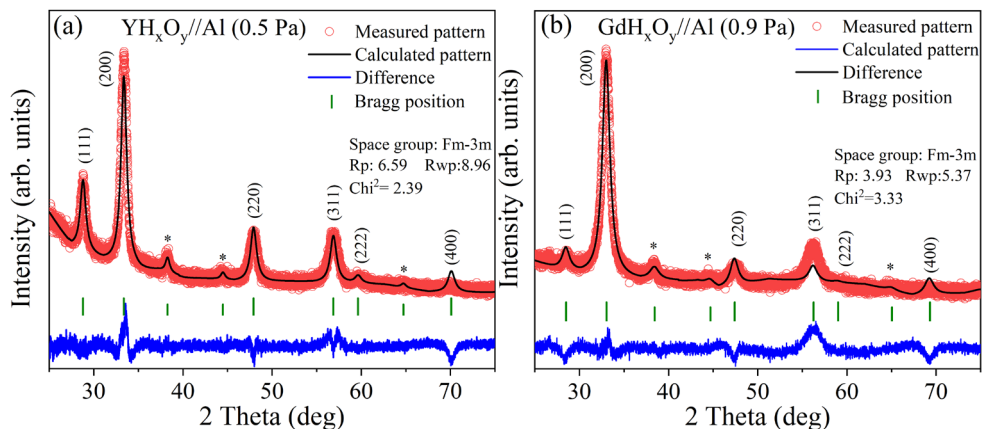 (a) YHxOy//Al (0.5 Pa)
Measured pattern
Calculated pattern
Difference
Bragg position
Space group: Fm-3m
Rp: 6.59 Rwp:8.96
Chi²= 2.39
(111)
(200)
*
*
(220)
(311)
(222)
*
(400)
Intensity (arb. units)
30 40 50 60 70
2 Theta (deg)
(b) GdHxOy//Al (0.9 Pa)
Measured pattern
Calculated pattern
Difference
Bragg position
Space group: Fm-3m
Rp: 3.93 Rwp:5.37
Chi²=3.33
(111)
(200)
*
*
(220)
(311)
(222)
*
(400)
Intensity (arb. units)
30 40 50 60 70
2 Theta (deg)